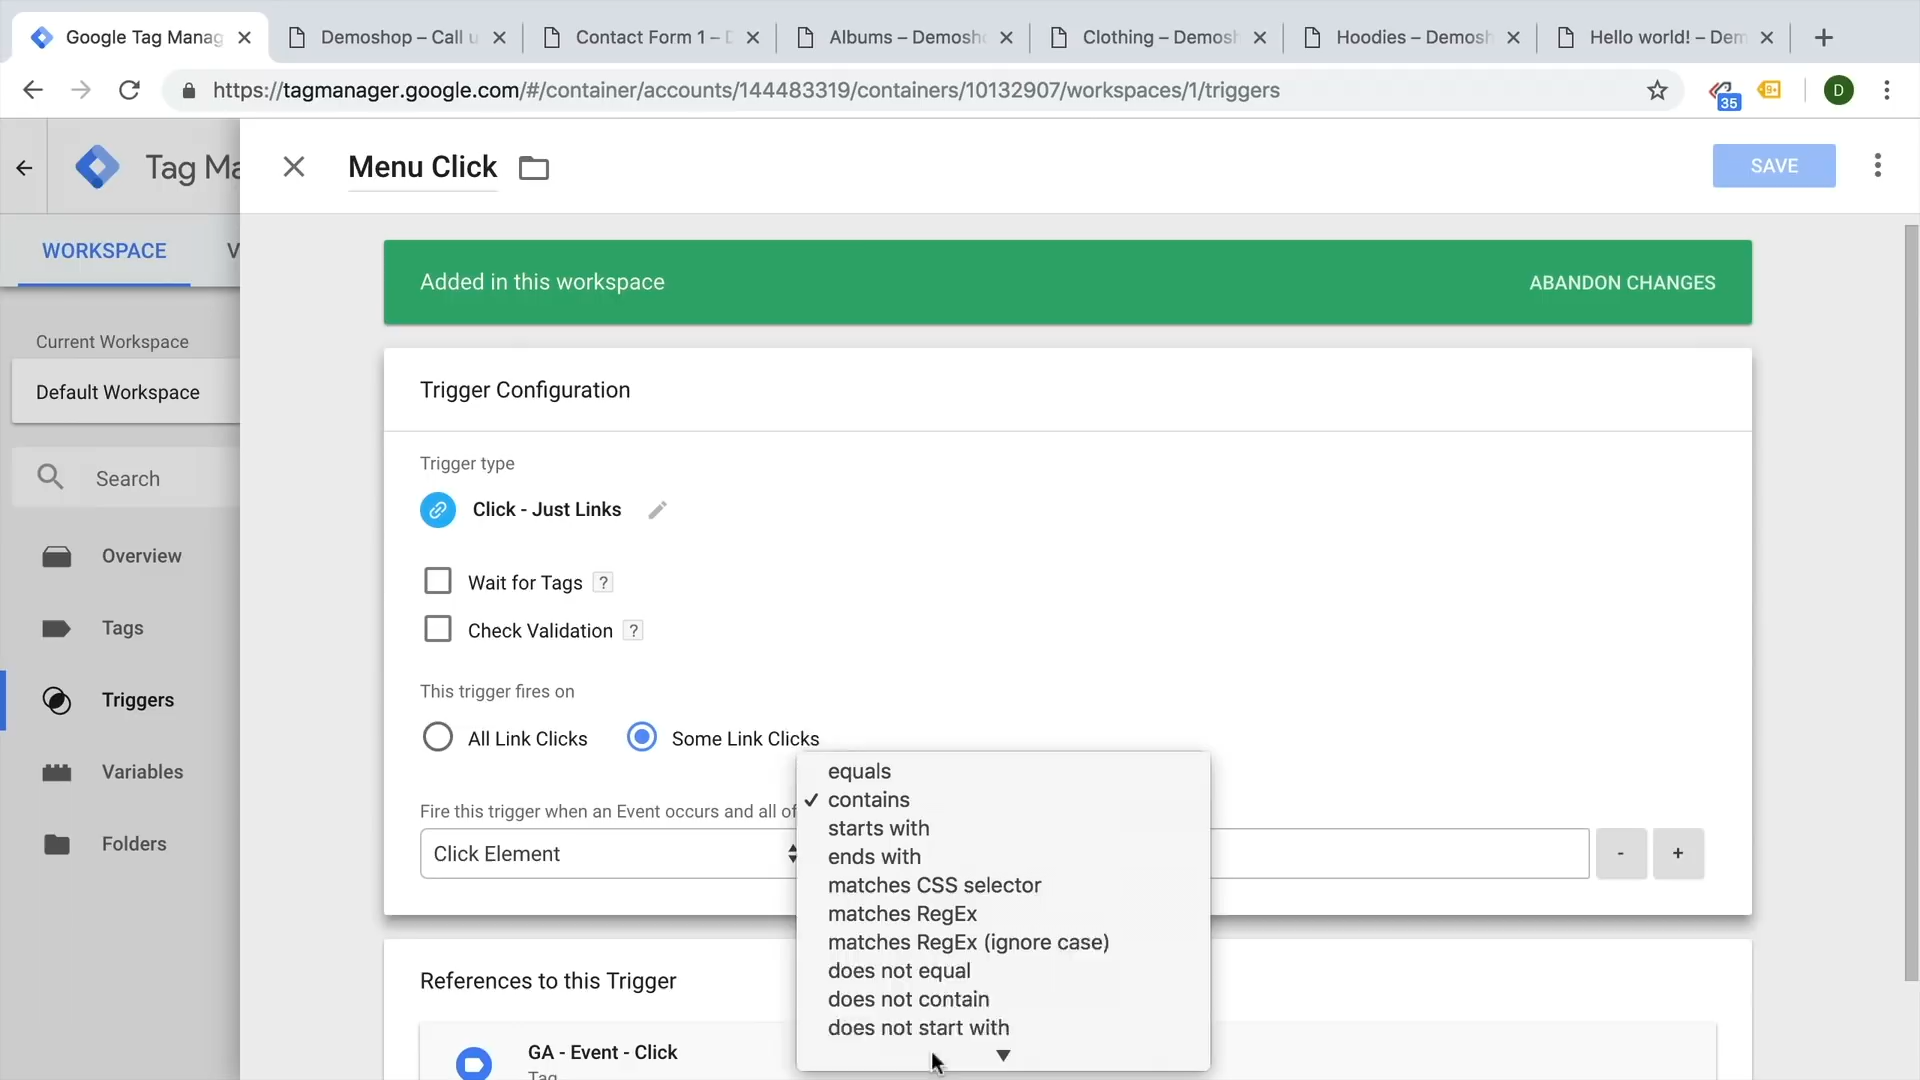 Google Tag Manag
Demoshop – Call u
Contact Form 1 – D
Albums – Demosho
Clothing – Demosh
Hoodies – Demosh
Hello world! – Dem
https://tagmanager.google.com/#/container/accounts/144483319/containers/10132907/workspaces/1/triggers
35
9+
D
Tag Ma
Menu Click
SAVE
WORKSPACE
V
Added in this workspace
ABANDON CHANGES
Current Workspace
Default Workspace
Search
Overview
Tags
Triggers
Variables
Folders
Trigger Configuration
Trigger type
Click - Just Links
Wait for Tags ?
Check Validation ?
This trigger fires on
All Link Clicks
Some Link Clicks
Fire this trigger when an Event occurs and all of
Click Element
- +
equals
✓ contains
starts with
ends with
matches CSS selector
matches RegEx
matches RegEx (ignore case)
does not equal
does not contain
does not start with
References to this Trigger
GA - Event - Click
Tag